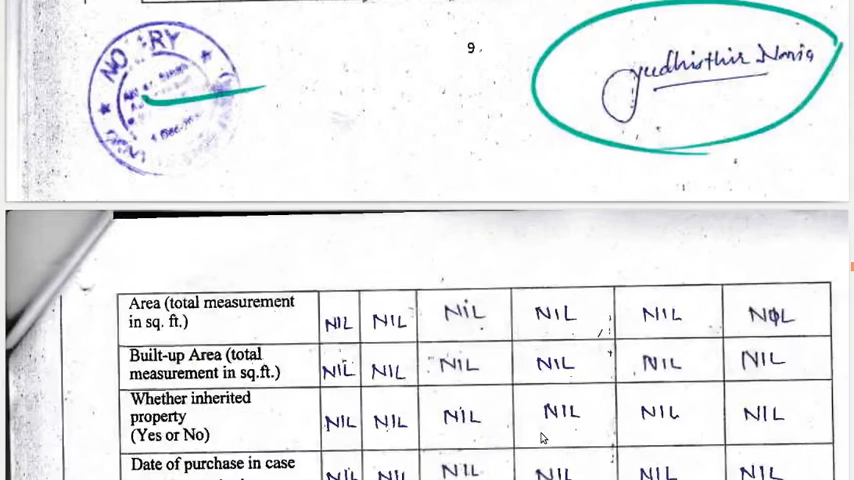 NOTARY
9.
Yudhisthir Naria
Area (total measurement in sq. ft.) NIL NIL NIL NIL NIL NOL
Built-up Area (total measurement in sq.ft.) NIL NIL NIL NIL NIL NIL
Whether inherited property (Yes or No) NIL NIL NIL NIL NIL NIL
Date of purchase in case NIL NIL NIL NIL NIL NIL